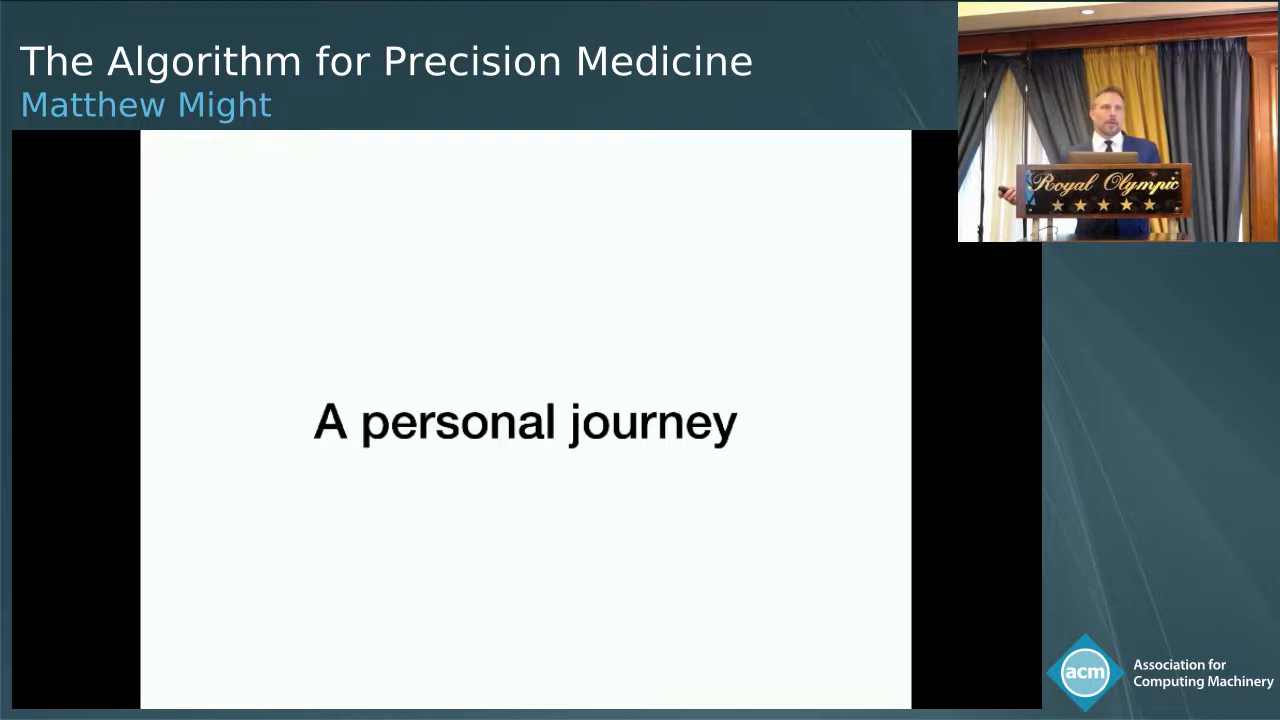 The Algorithm for Precision Medicine
Matthew Might
Royal Olympic
A personal journey
acm
Association for
Computing Machinery